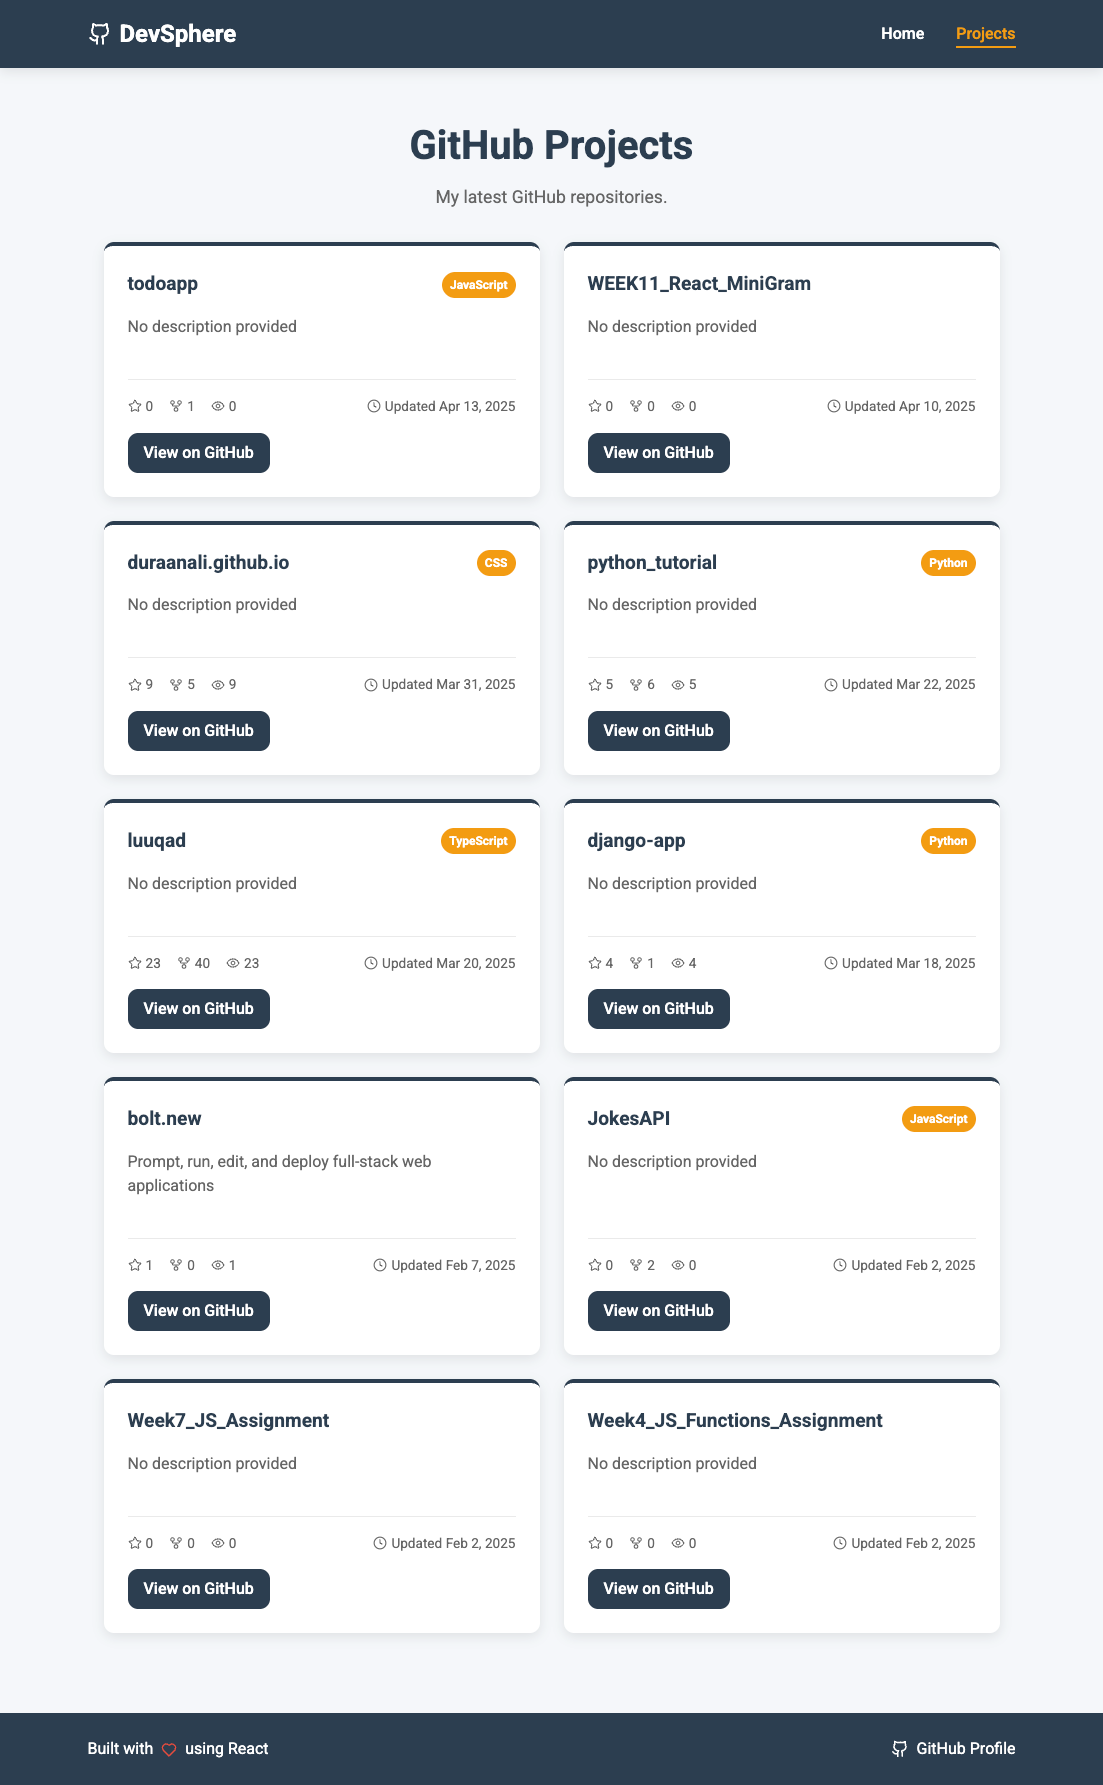 DevSphere
Home
Projects
GitHub Projects
My latest GitHub repositories.
todoapp
JavaScript
No description provided
0 1 0 Updated Apr 13, 2025
View on GitHub
WEEK11_React_MiniGram
No description provided
0 0 0 Updated Apr 10, 2025
View on GitHub
duraanali.github.io
CSS
No description provided
9 5 9 Updated Mar 31, 2025
View on GitHub
python_tutorial
Python
No description provided
5 6 5 Updated Mar 22, 2025
View on GitHub
luuqad
TypeScript
No description provided
23 40 23 Updated Mar 20, 2025
View on GitHub
django-app
Python
No description provided
4 1 4 Updated Mar 18, 2025
View on GitHub
bolt.new
Prompt, run, edit, and deploy full-stack web
applications
1 0 1 Updated Feb 7, 2025
View on GitHub
JokesAPI
JavaScript
No description provided
0 2 0 Updated Feb 2, 2025
View on GitHub
Week7_JS_Assignment
No description provided
0 0 0 Updated Feb 2, 2025
View on GitHub
Week4_JS_Functions_Assignment
No description provided
0 0 0 Updated Feb 2, 2025
View on GitHub
Built with using React
GitHub Profile